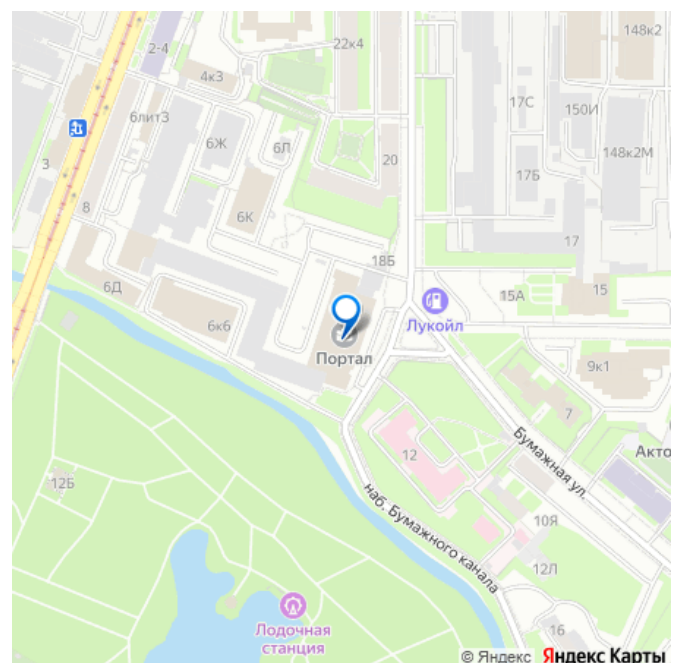 148к2
22к4
2-4
4к3
17С
150И
6лит3
6Ж
6Л
148к2М
3
20
17Б
8
6К
17
18Б
6Д
15А
15
6к6
Лукойл
Портал
9к1
7
12
Бумажная ул.
Акто
12Б
наб. Бумажного канала
10Я
12Л
Лодочная
станция
16
© Яндекс Яндекс Карты